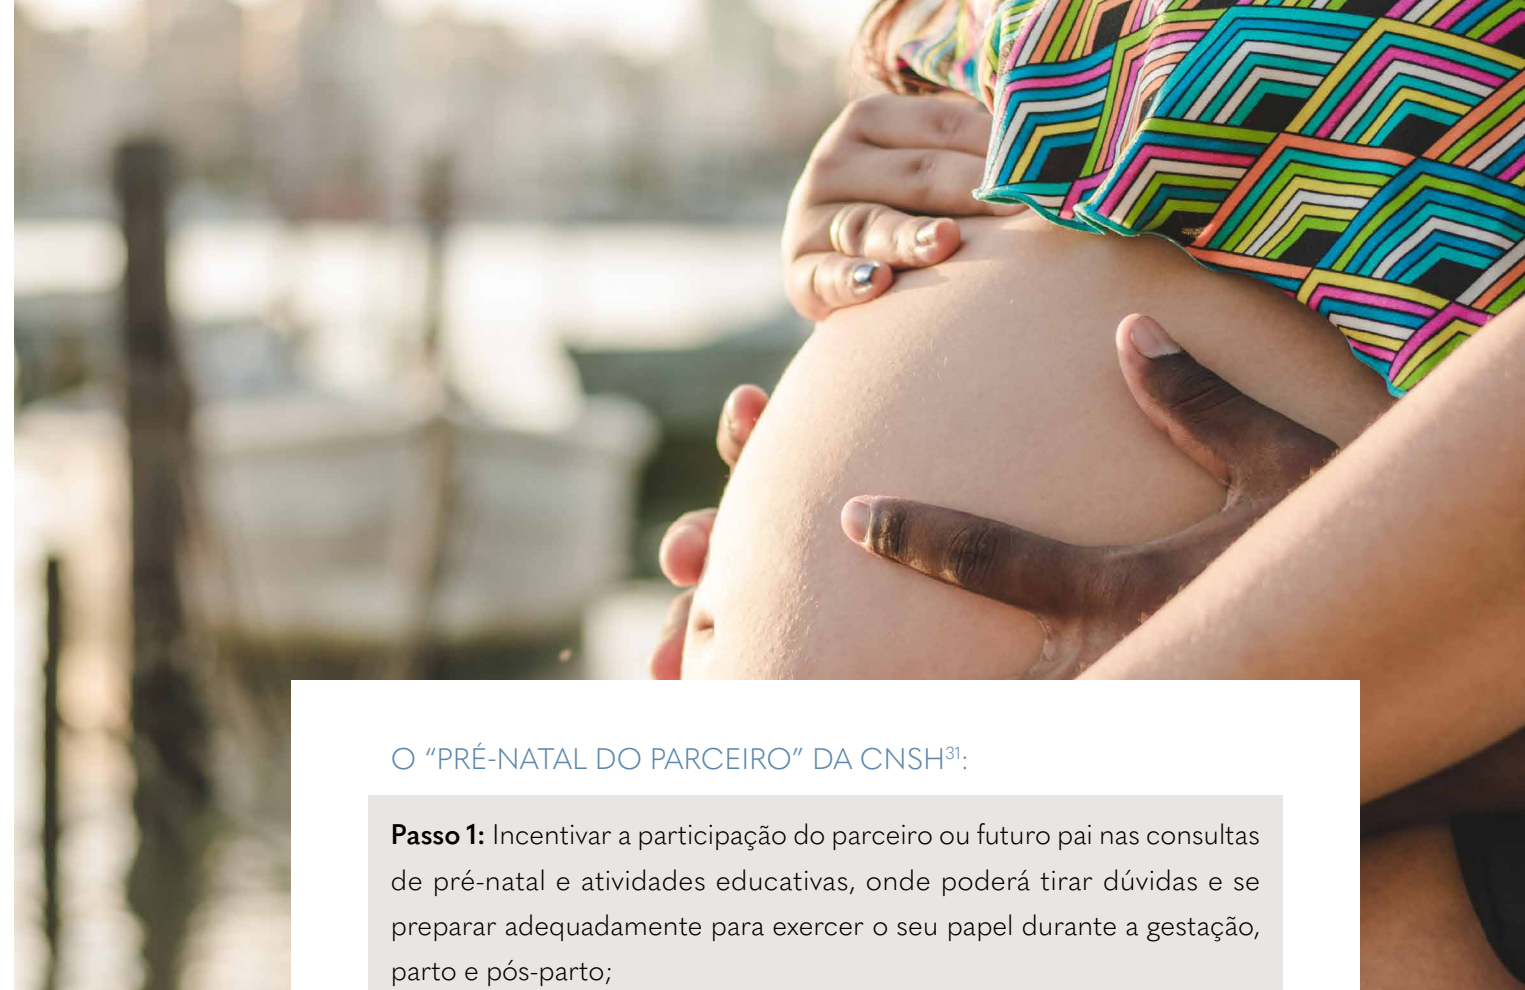 O “PRÉ-NATAL DO PARCEIRO” DA CNSH³¹:
Passo 1: Incentivar a participação do parceiro ou futuro pai nas consultas
de pré-natal e atividades educativas, onde poderá tirar dúvidas e se
preparar adequadamente para exercer o seu papel durante a gestação,
parto e pós-parto;